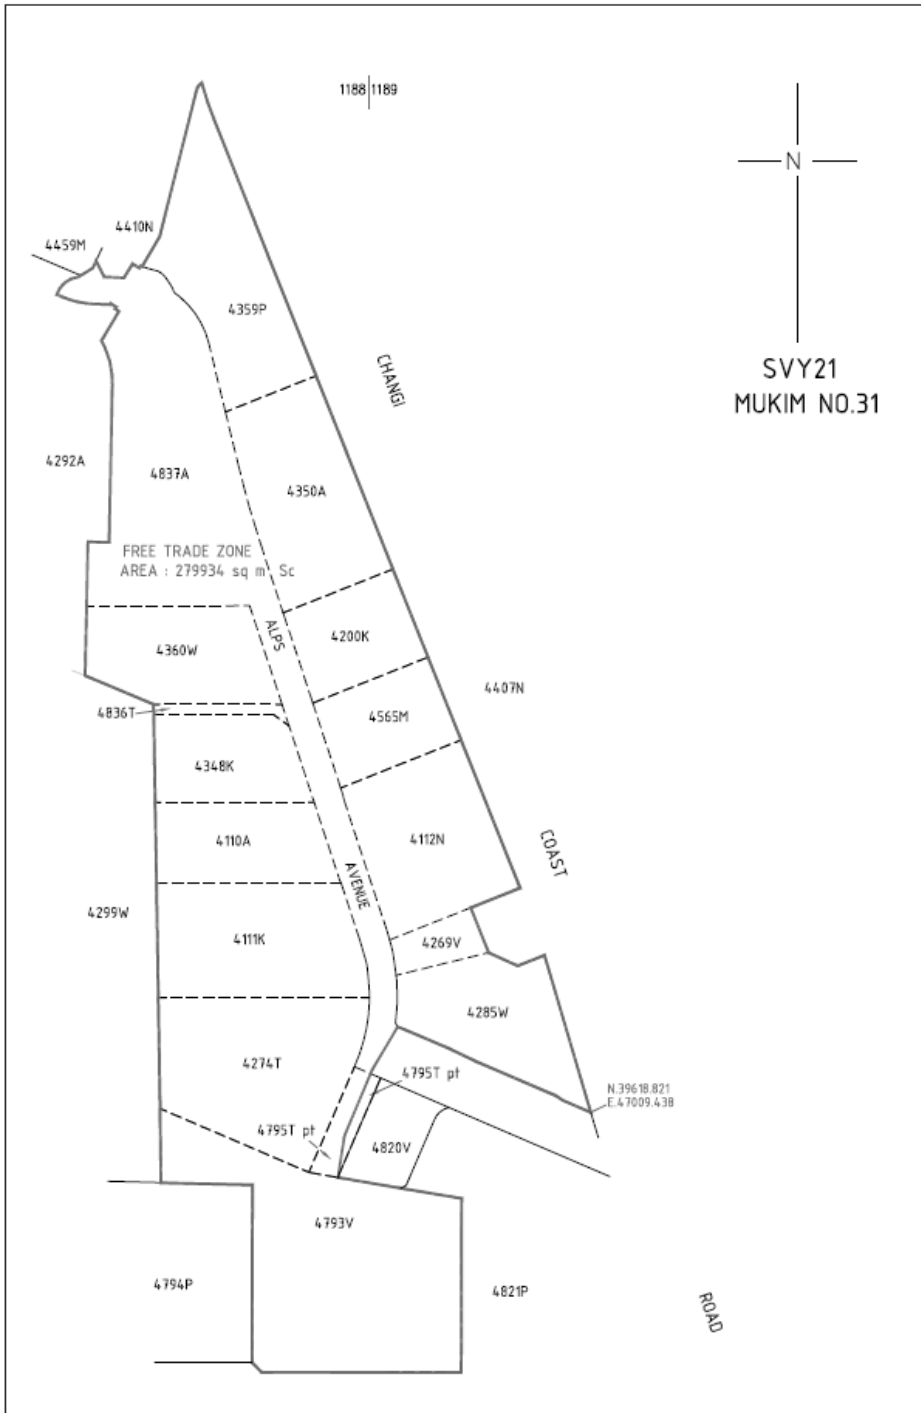 1188 1189
N
4410N
4459M
SVY21
MUKIM NO.31
4359P
CHANGI
4292A
4837A
4350A
FREE TRADE ZONE
AREA : 279934 sq m Sc
ALPS
4200K
4360W
4407N
4836T
4565M
4348K
4110A
4112N
COAST
AVENUE
4299W
4111K
4269V
4285W
4274T
4795T pt
N.39618.821
E.47009.438
4795T pt
4820V
4793V
4794P
4821P
ROAD